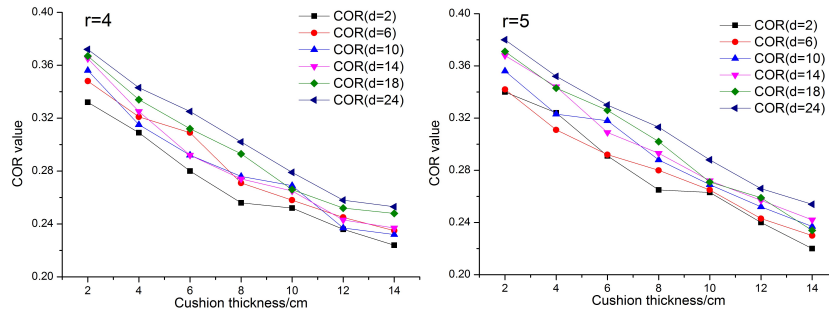 r=4
COR(d=2)
COR(d=6)
COR(d=10)
COR(d=14)
COR(d=18)
COR(d=24)
0.40
0.36
0.32
0.28
0.24
0.20
COR value
2 4 6 8 10 12 14
Cushion thickness/cm
r=5
COR(d=2)
COR(d=6)
COR(d=10)
COR(d=14)
COR(d=18)
COR(d=24)
0.40
0.36
0.32
0.28
0.24
0.20
COR value
2 4 6 8 10 12 14
Cushion thickness/cm